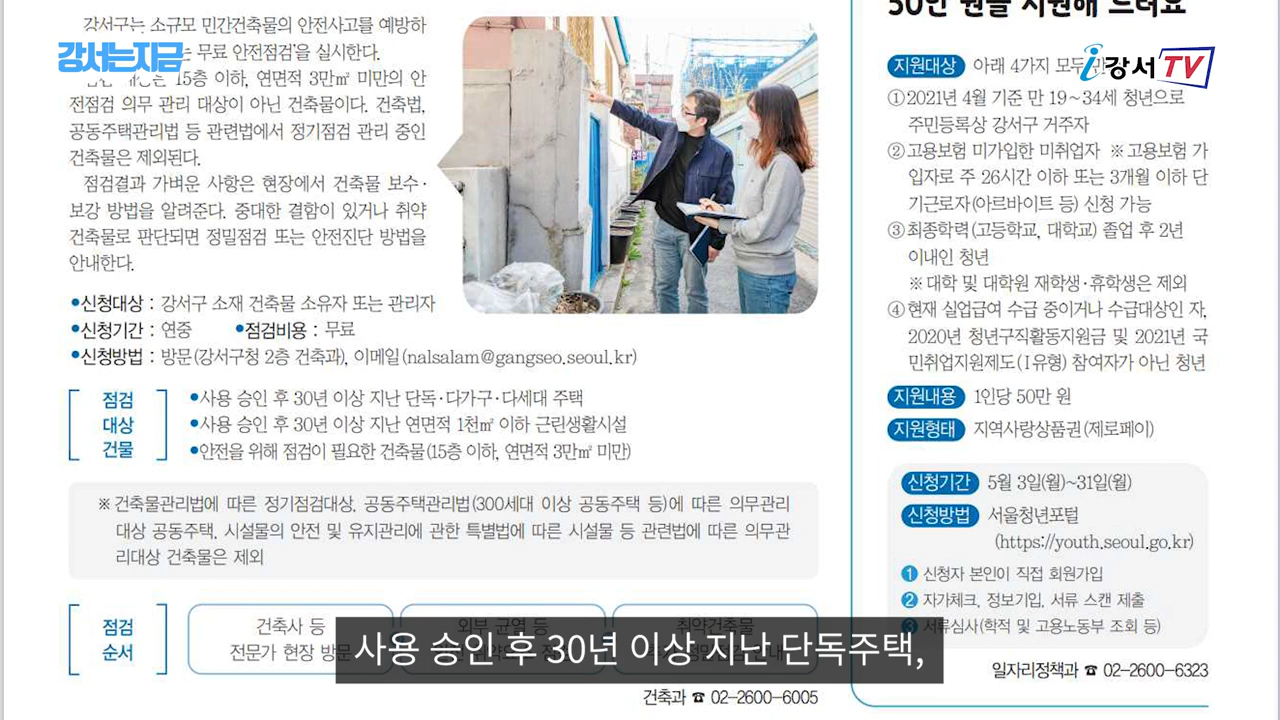 강서구는 소규모 민간건축물의 안전사고를 예방하
강서는지금
는 무료 안전점검'을 실시한다.
15층 이하, 연면적 3만㎡ 미만의 안
전점검 의무 관리 대상이 아닌 건축물이다. 건축법,
공동주택관리법 등 관련법에서 정기점검 관리 중인
건축물은 제외된다.
점검결과 가벼운 사항은 현장에서 건축물 보수·
보강 방법을 알려준다. 중대한 결함이 있거나 취약
건축물로 판단되면 정밀점검 또는 안전진단 방법을
안내한다.
•신청대상 : 강서구 소재 건축물 소유자 또는 관리자
•신청기간 : 연중 •점검비용 : 무료
•신청방법 : 방문(강서구청 2층 건축과), 이메일(nalsalam@gangseo.seoul.kr)
점검
대상
건물
•사용 승인 후 30년 이상 지난 단독·다가구·다세대 주택
•사용 승인 후 30년 이상 지난 연면적 1천㎡ 이하 근린생활시설
•안전을 위해 점검이 필요한 건축물(15층 이하, 연면적 3만㎡ 미만)
※ 건축물관리법에 따른 정기점검대상, 공동주택관리법(300세대 이상 공동주택 등)에 따른 의무관리
대상 공동주택, 시설물의 안전 및 유지관리에 관한 특별법에 따른 시설물 등 관련법에 따른 의무관
리대상 건축물은 제외
점검
순서
건축사 등
전문가 현장 방문
외부 균열 등
취약건축물
건축과 ☎ 02-2600-6005
50만 원을 지원해 드려요
i강서TV
지원대상 아래 4가지 모두
① 2021년 4월 기준 만 19~34세 청년으로
주민등록상 강서구 거주자
② 고용보험 미가입한 미취업자 ※ 고용보험 가
입자로 주 26시간 이하 또는 3개월 이하 단
기근로자(아르바이트 등) 신청 가능
③ 최종학력(고등학교, 대학교) 졸업 후 2년
이내인 청년
※ 대학 및 대학원 재학생·휴학생은 제외
④ 현재 실업급여 수급 중이거나 수급대상인 자,
2020년 청년구직활동지원금 및 2021년 국
민취업지원제도(Ⅰ유형) 참여자가 아닌 청년
지원내용 1인당 50만 원
지원형태 지역사랑상품권(제로페이)
신청기간 5월 3일(월)~31일(월)
신청방법 서울청년포털
(https://youth.seoul.go.kr)
1 신청자 본인이 직접 회원가입
2 자가체크, 정보기입, 서류 스캔 제출
3 서류심사(학적 및 고용노동부 조회 등)
일자리정책과 ☎ 02-2600-6323
사용 승인 후 30년 이상 지난 단독주택,